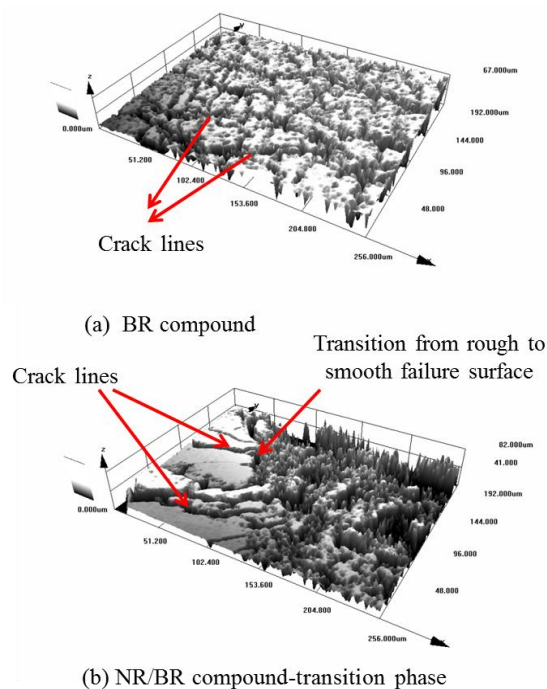 y
z
67.000um
192.000um
144.000
96.000
48.000
0.000um
51.200
102.400
153.600
204.800
256.000um
Crack lines
(a) BR compound
Transition from rough to
smooth failure surface
Crack lines
y
z
82.000um
41.000
192.000um
144.000
96.000
48.000
0.000um
51.200
102.400
153.600
204.800
256.000um
(b) NR/BR compound-transition phase